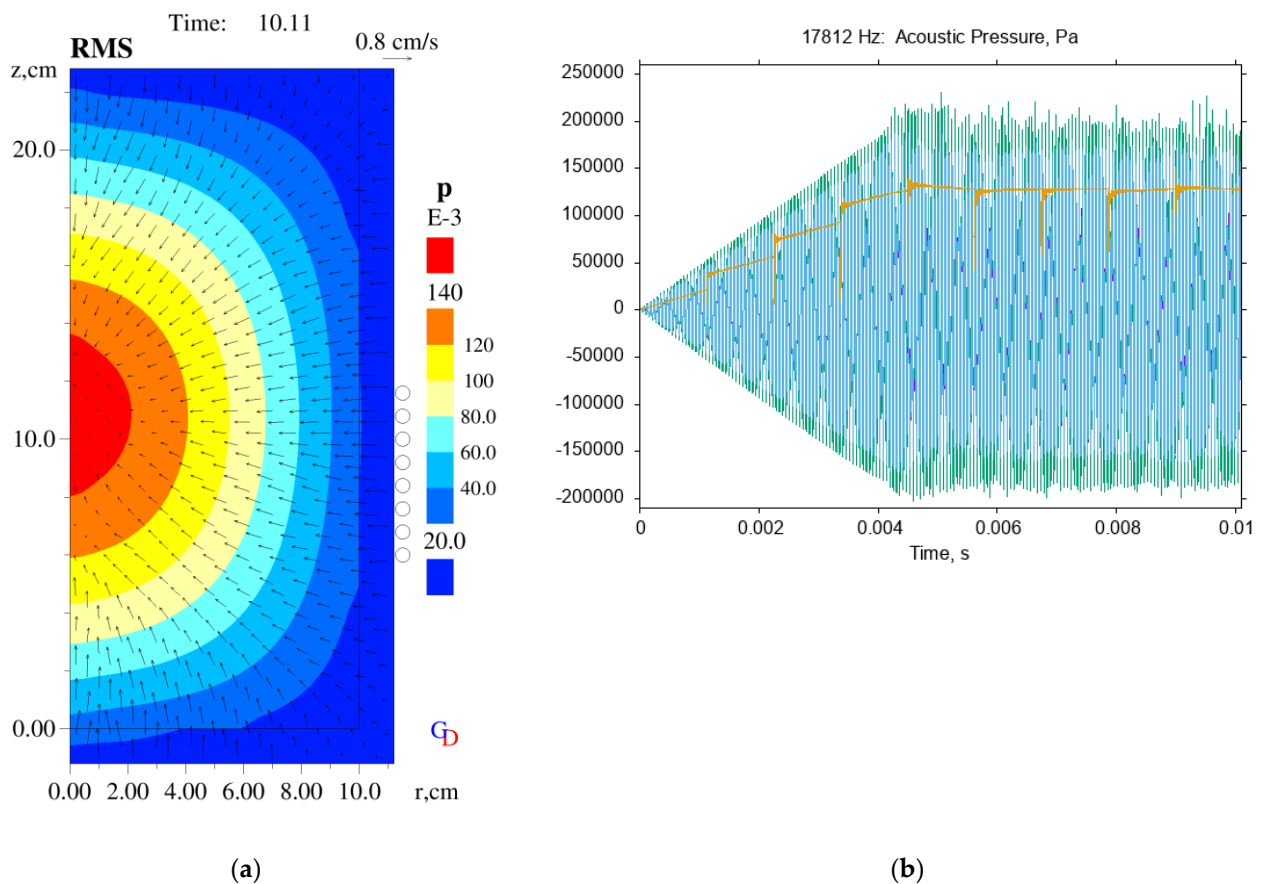 Time: 10.11
RMS
0.8 cm/s
z,cm
20.0
10.0
0.00
0.00 2.00 4.00 6.00 8.00 10.0 r,cm
p
E-3
140
120
100
80.0
60.0
40.0
20.0
GD
(a)
17812 Hz: Acoustic Pressure, Pa
250000
200000
150000
100000
50000
0
-50000
-100000
-150000
-200000
0 0.002 0.004 0.006 0.008 0.01
Time, s
(b)